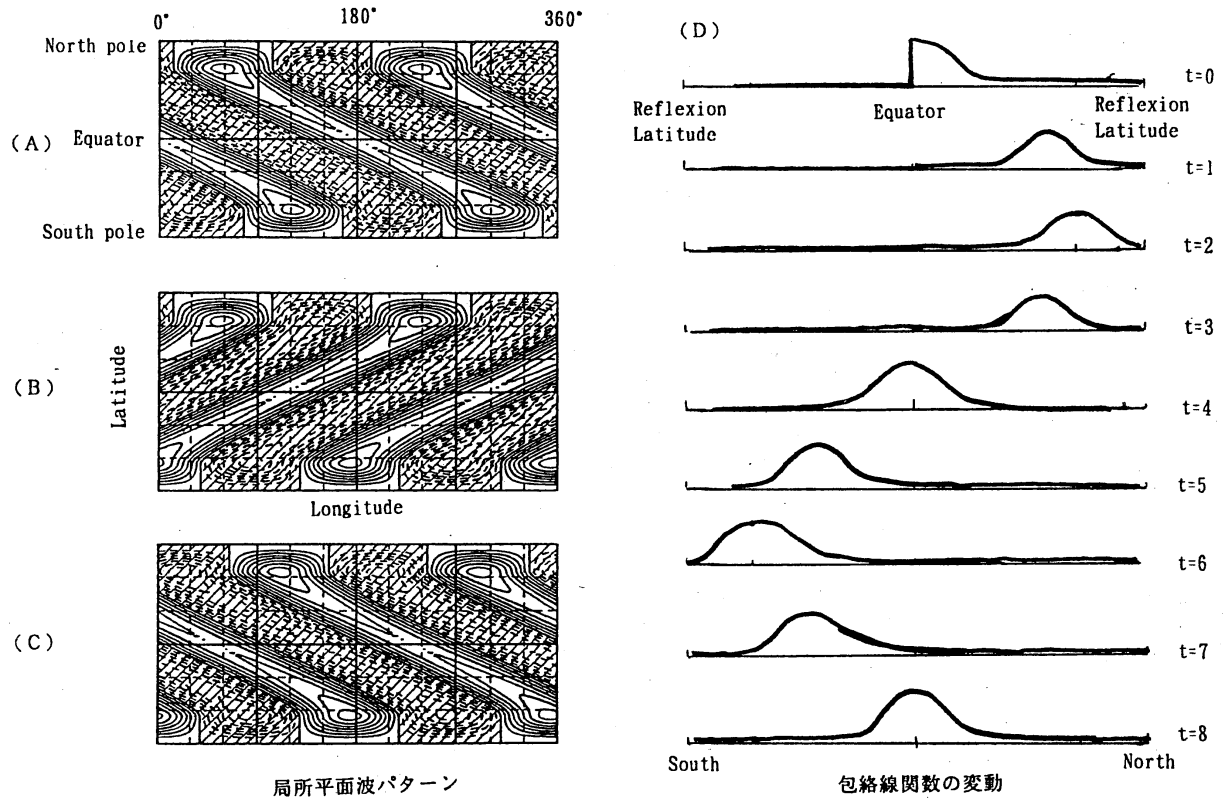 0°
180°
360°
North pole
(A)
Equator
South pole
(B)
Latitude
Longitude
(C)
局所平面波パターン
(D)
t=0
Reflexion
Latitude
Equator
Reflexion
Latitude
t=1
t=2
t=3
t=4
t=5
t=6
t=7
t=8
South
North
包絡線関数の変動